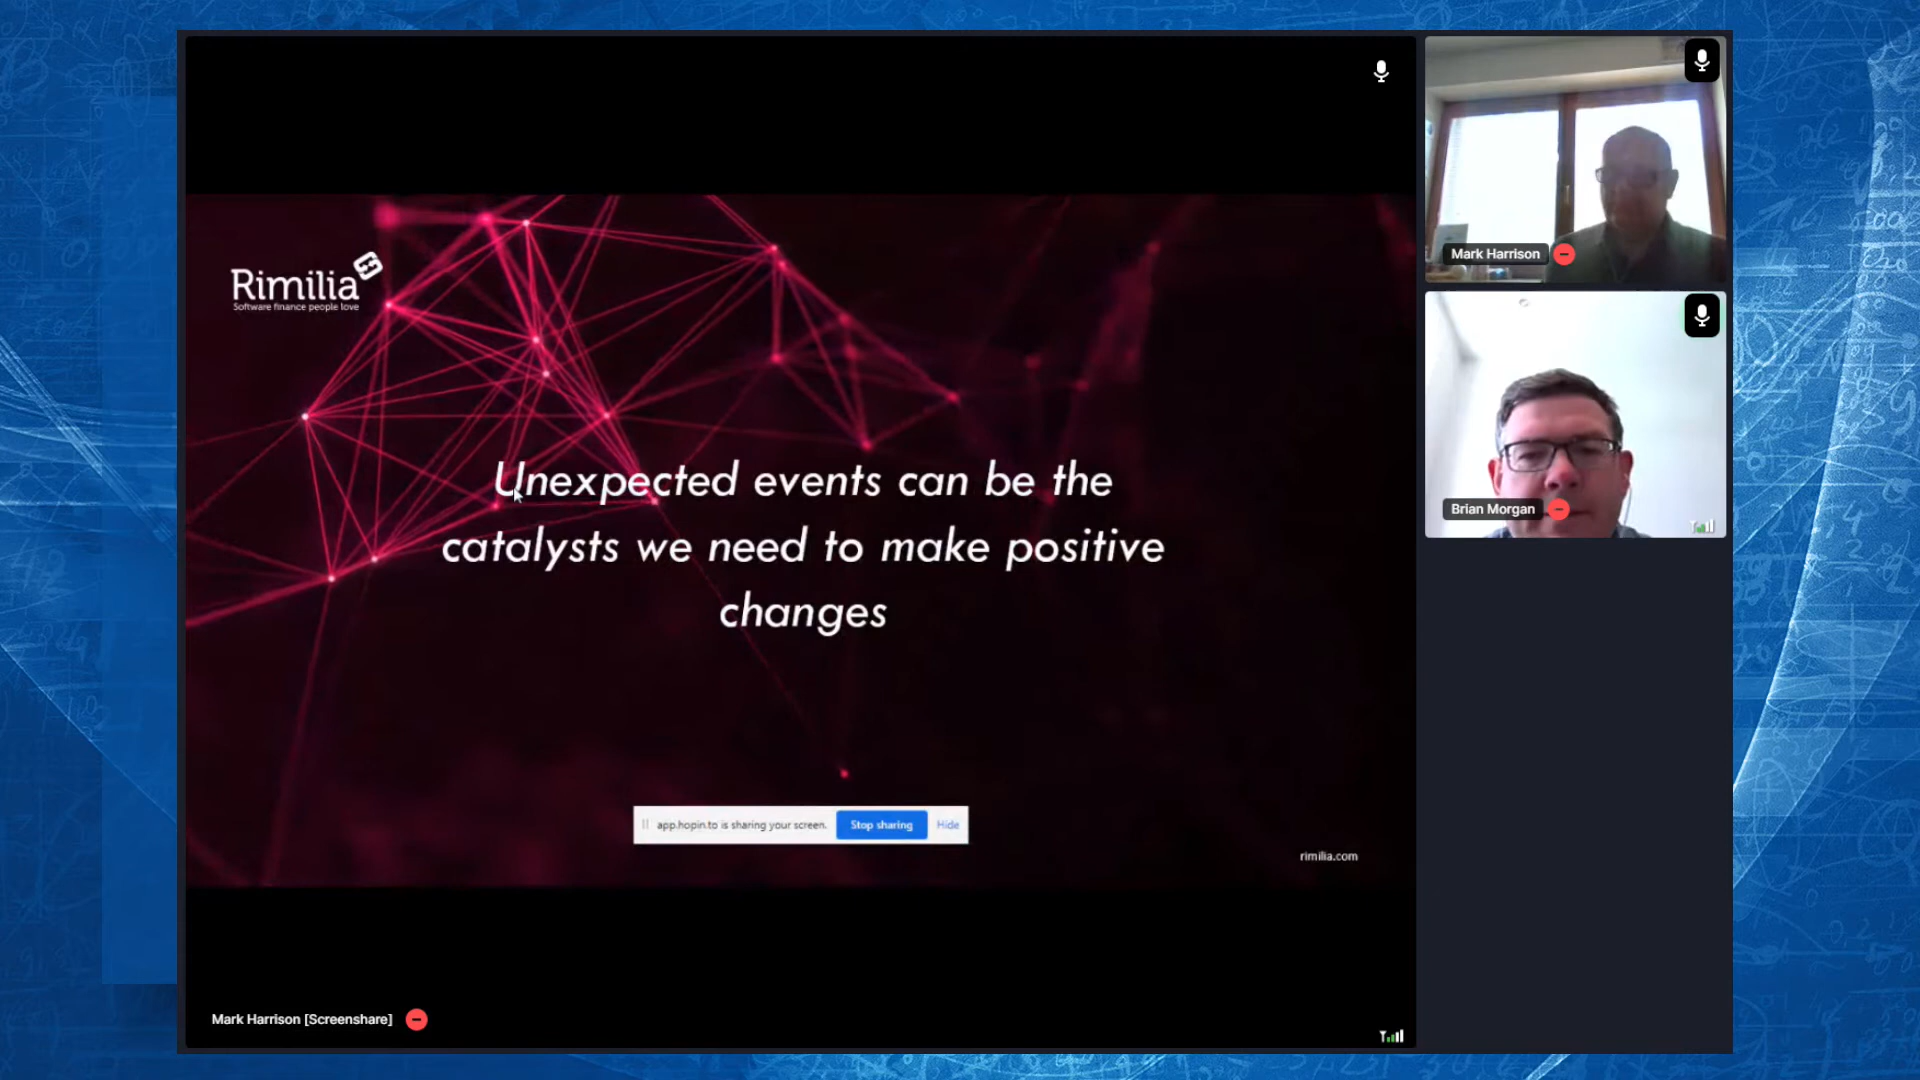 Rimilia
Software finance people love
Unexpected events can be the
catalysts we need to make positive
changes
app.hopin.to is sharing your screen.
Stop sharing
Hide
rimilia.com
Mark Harrison [Screenshare]
Mark Harrison
Brian Morgan